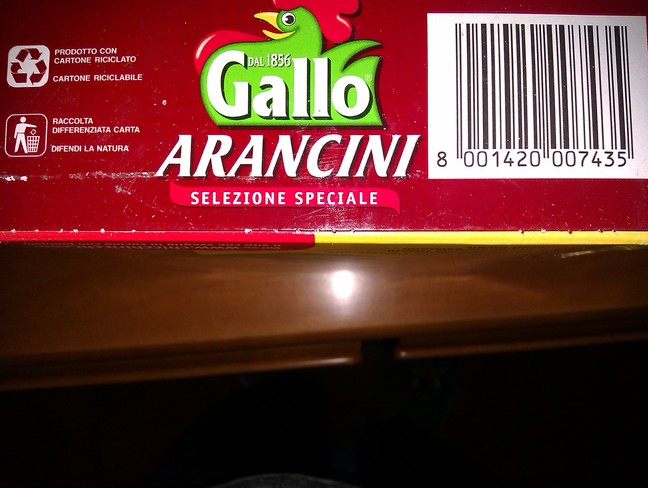 PRODOTTO CON
CARTONE RICICLATO
CARTONE RICICLABILE
RACCOLTA
DIFFERENZIATA CARTA
DIFENDI LA NATURA
DAL 1856
Gallo®
ARANCINI
SELEZIONE SPECIALE
8 001420 007435